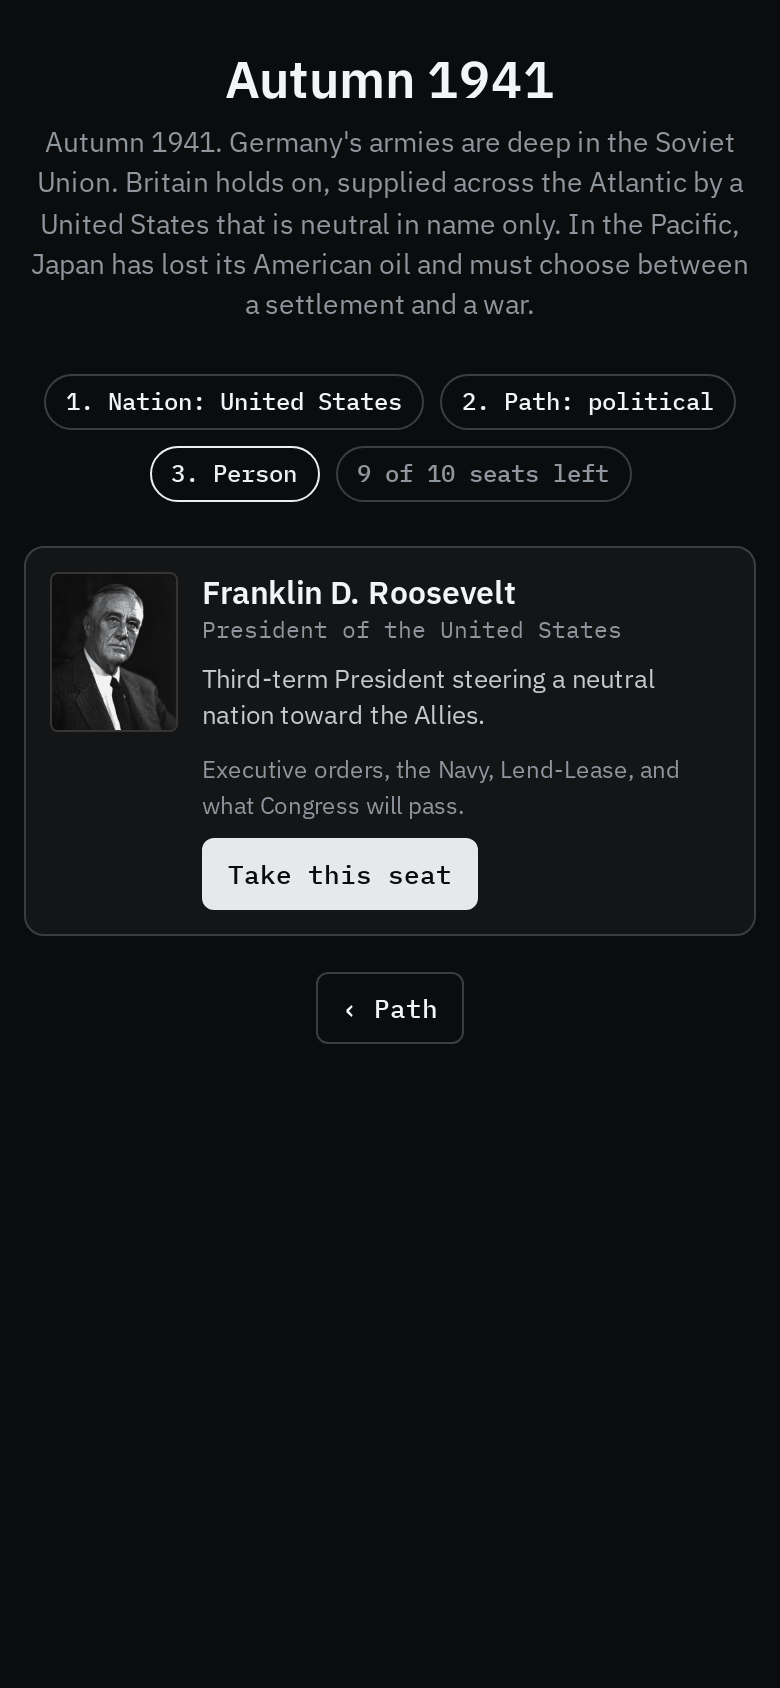 Autumn 1941
Autumn 1941. Germany's armies are deep in the Soviet
Union. Britain holds on, supplied across the Atlantic by a
United States that is neutral in name only. In the Pacific,
Japan has lost its American oil and must choose between
a settlement and a war.
1. Nation: United States
2. Path: political
3. Person
9 of 10 seats left
Franklin D. Roosevelt
President of the United States
Third-term President steering a neutral
nation toward the Allies.
Executive orders, the Navy, Lend-Lease, and
what Congress will pass.
Take this seat
‹ Path